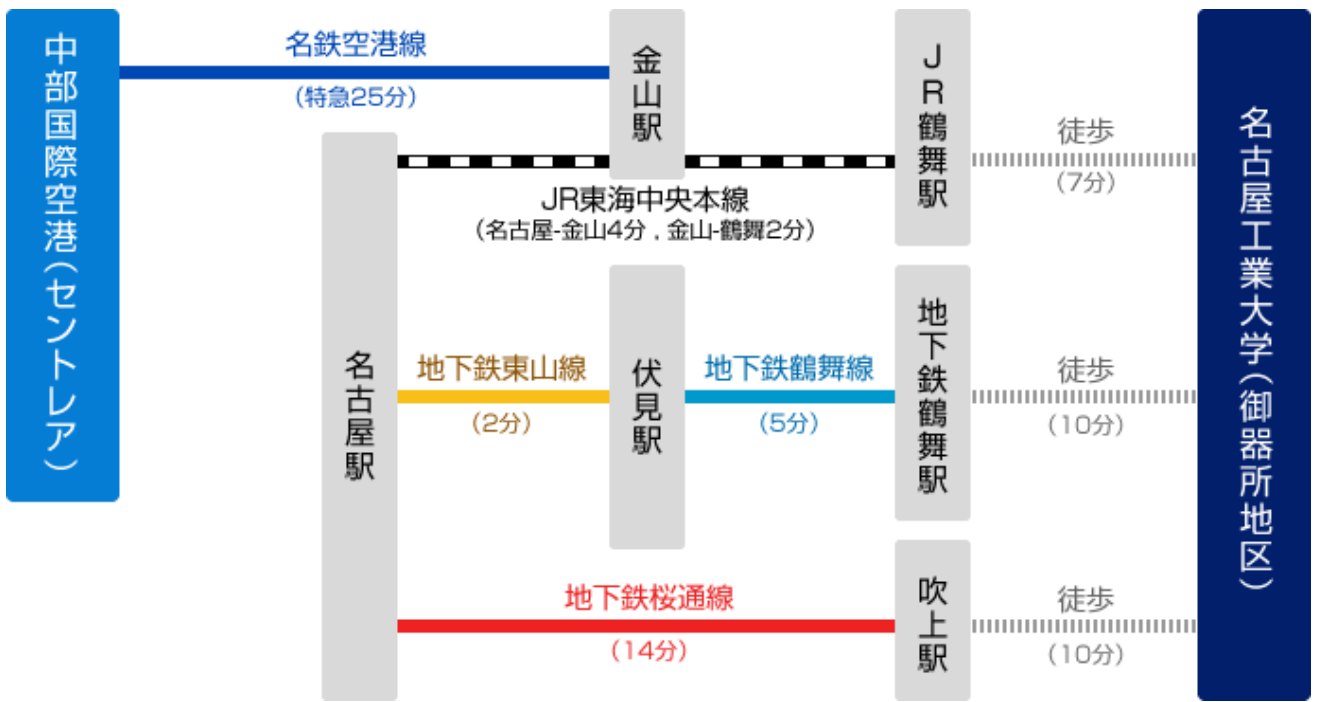 中部国際空港(セントレア)
名鉄空港線
(特急25分)
金山駅
JR鶴舞駅
徒歩
(7分)
名古屋工業大学(御器所地区)
JR東海中央本線
(名古屋-金山4分 , 金山-鶴舞2分)
名古屋駅
地下鉄東山線
(2分)
伏見駅
地下鉄鶴舞線
(5分)
地下鉄鶴舞駅
徒歩
(10分)
地下鉄桜通線
(14分)
吹上駅
徒歩
(10分)